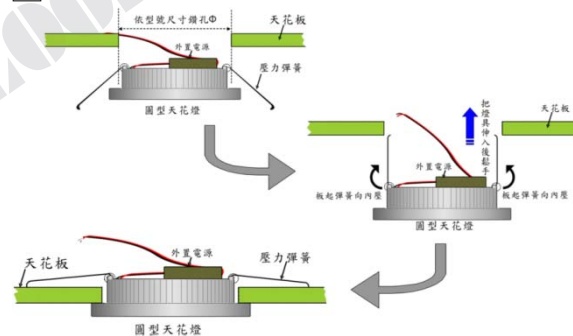 依型號尺寸鑽孔Φ
天花板
外置電源
壓力彈簧
圓型天花燈
把燈具伸入後鬆手
天花板
外置電源
板起彈簧向內壓
板起彈簧向內壓
圓型天花燈
天花板
外置電源
壓力彈簧
圓型天花燈